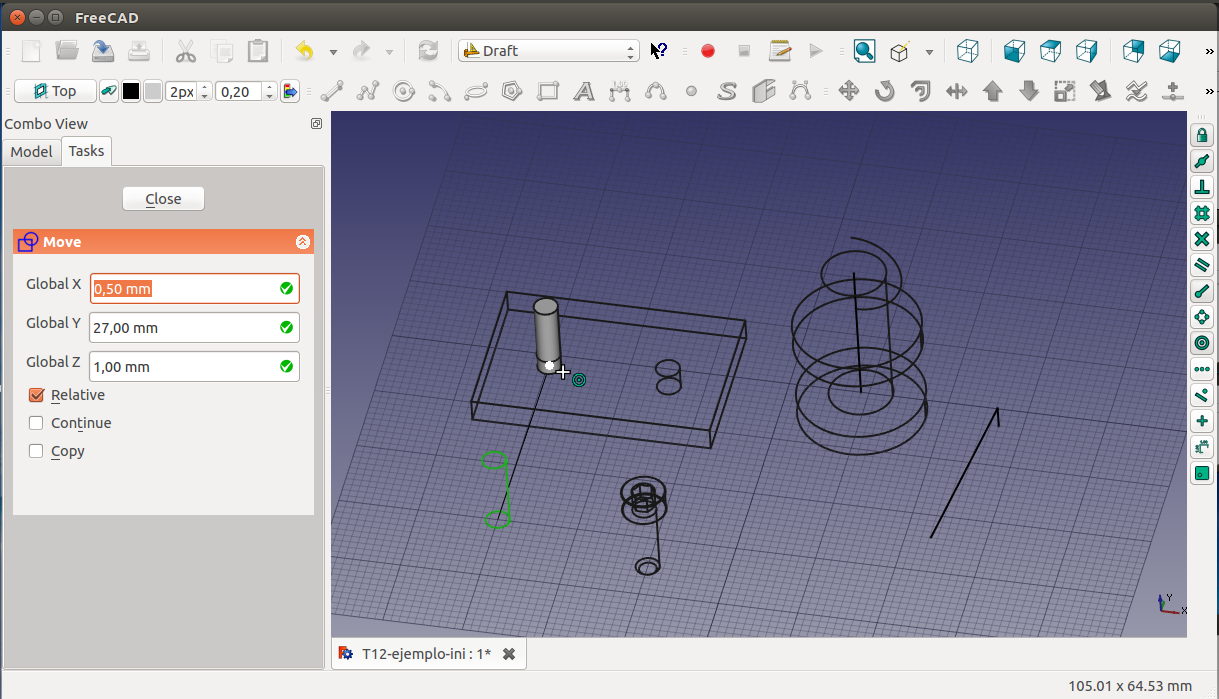 FreeCAD
Draft
Top
2px
0,20
Combo View
Model
Tasks
Close
Move
Global X
0,50 mm
Global Y
27,00 mm
Global Z
1,00 mm
Relative
Continue
Copy
Y
X
T12-ejemplo-ini : 1*
105.01 x 64.53 mm